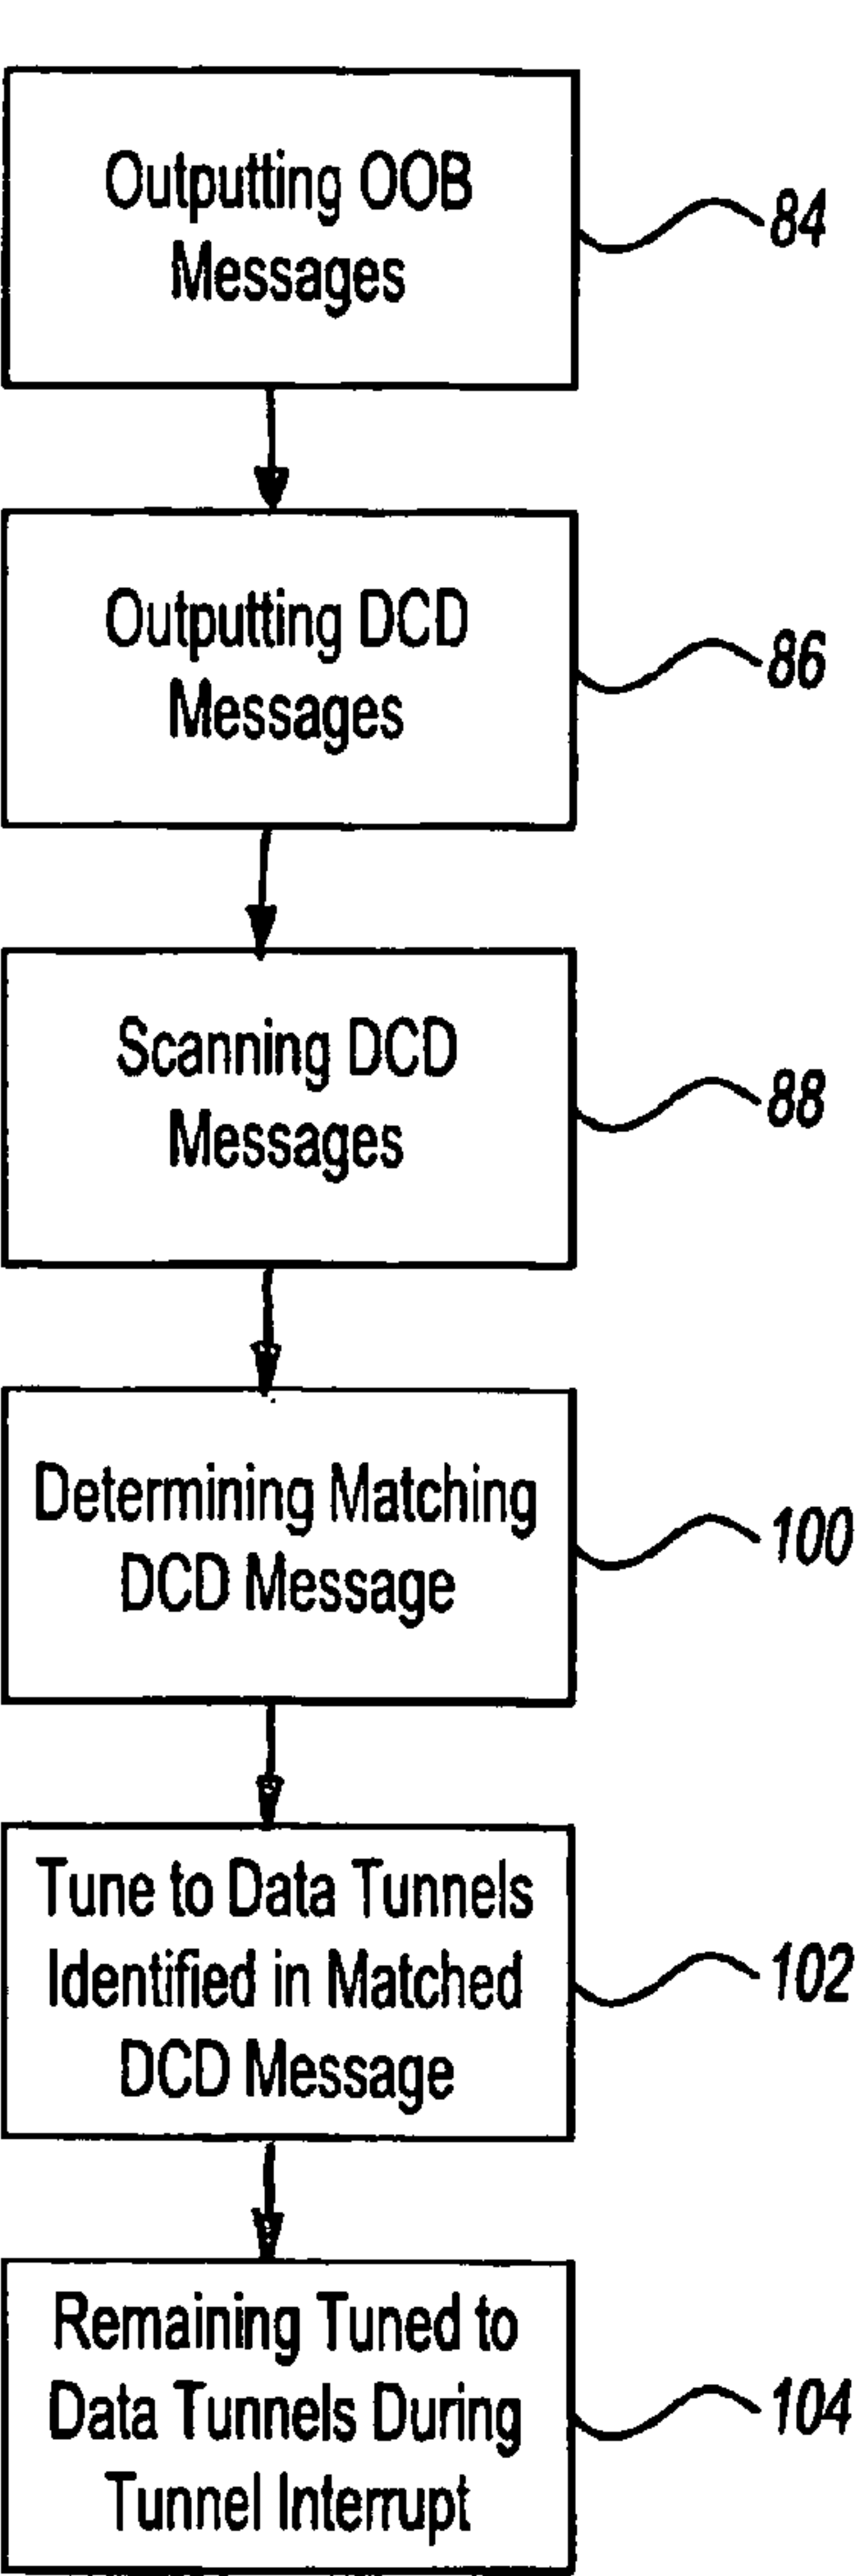 Outputting OOB
Messages
84
Outputting DCD
Messages
86
Scanning DCD
Messages
88
Determining Matching
DCD Message
100
Tune to Data Tunnels
Identified in Matched
DCD Message
102
Remaining Tuned to
Data Tunnels During
Tunnel Interrupt
104